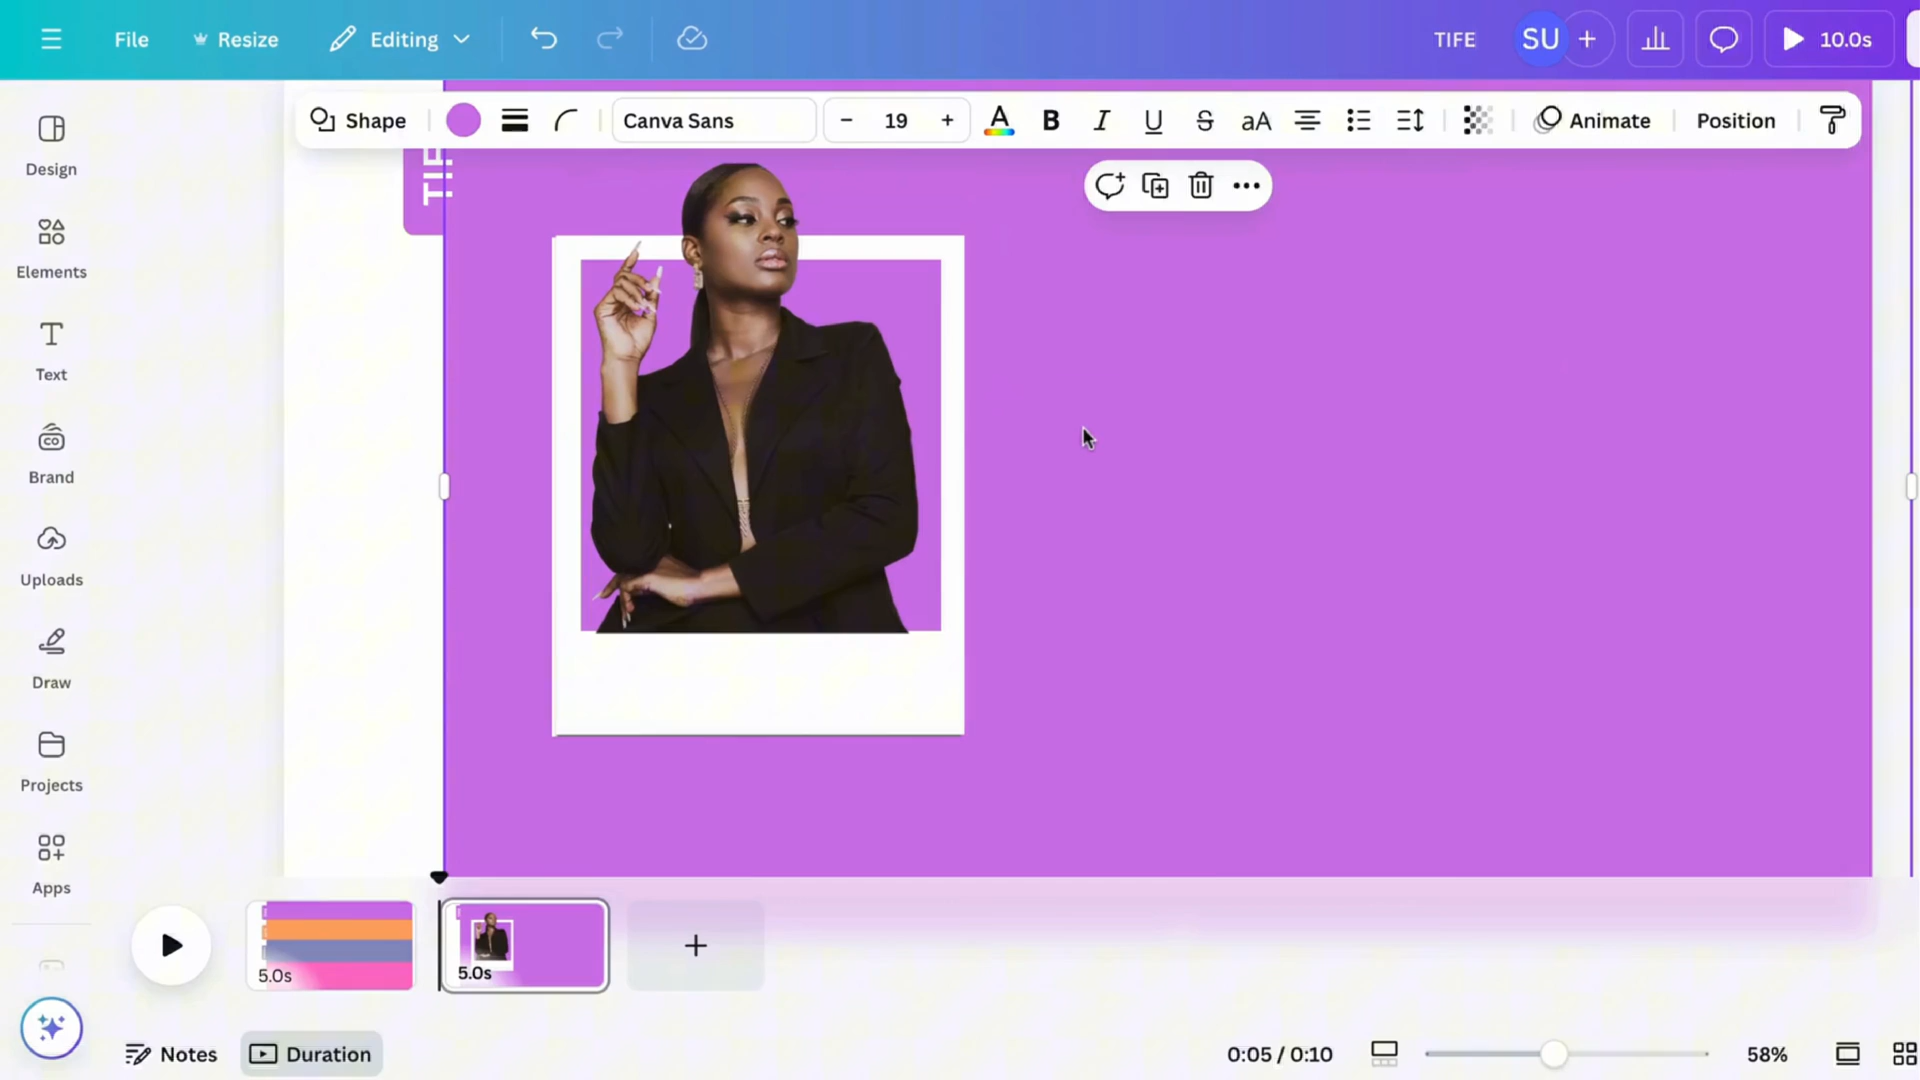 File
Resize
Editing
TIFE
SU
10.0s
Shape
Canva Sans
19
A
B
I
U
S
aA
Animate
Position
Design
Elements
Text
Brand
Uploads
Draw
Projects
Apps
5.0s
5.0s
Notes
Duration
0:05 / 0:10
58%